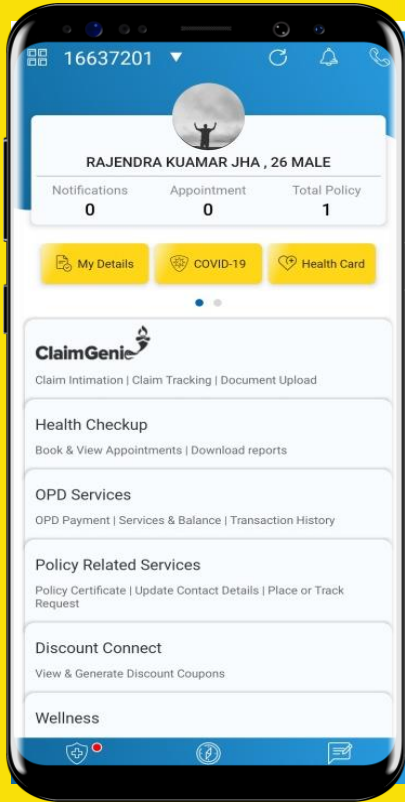 16637201
RAJENDRA KUAMAR JHA , 26 MALE
Notifications Appointment Total Policy
0 0 1
My Details COVID-19 Health Card
ClaimGenie
Claim Intimation | Claim Tracking | Document Upload
Health Checkup
Book & View Appointments | Download reports
OPD Services
OPD Payment | Services & Balance | Transaction History
Policy Related Services
Policy Certificate | Update Contact Details | Place or Track
Request
Discount Connect
View & Generate Discount Coupons
Wellness